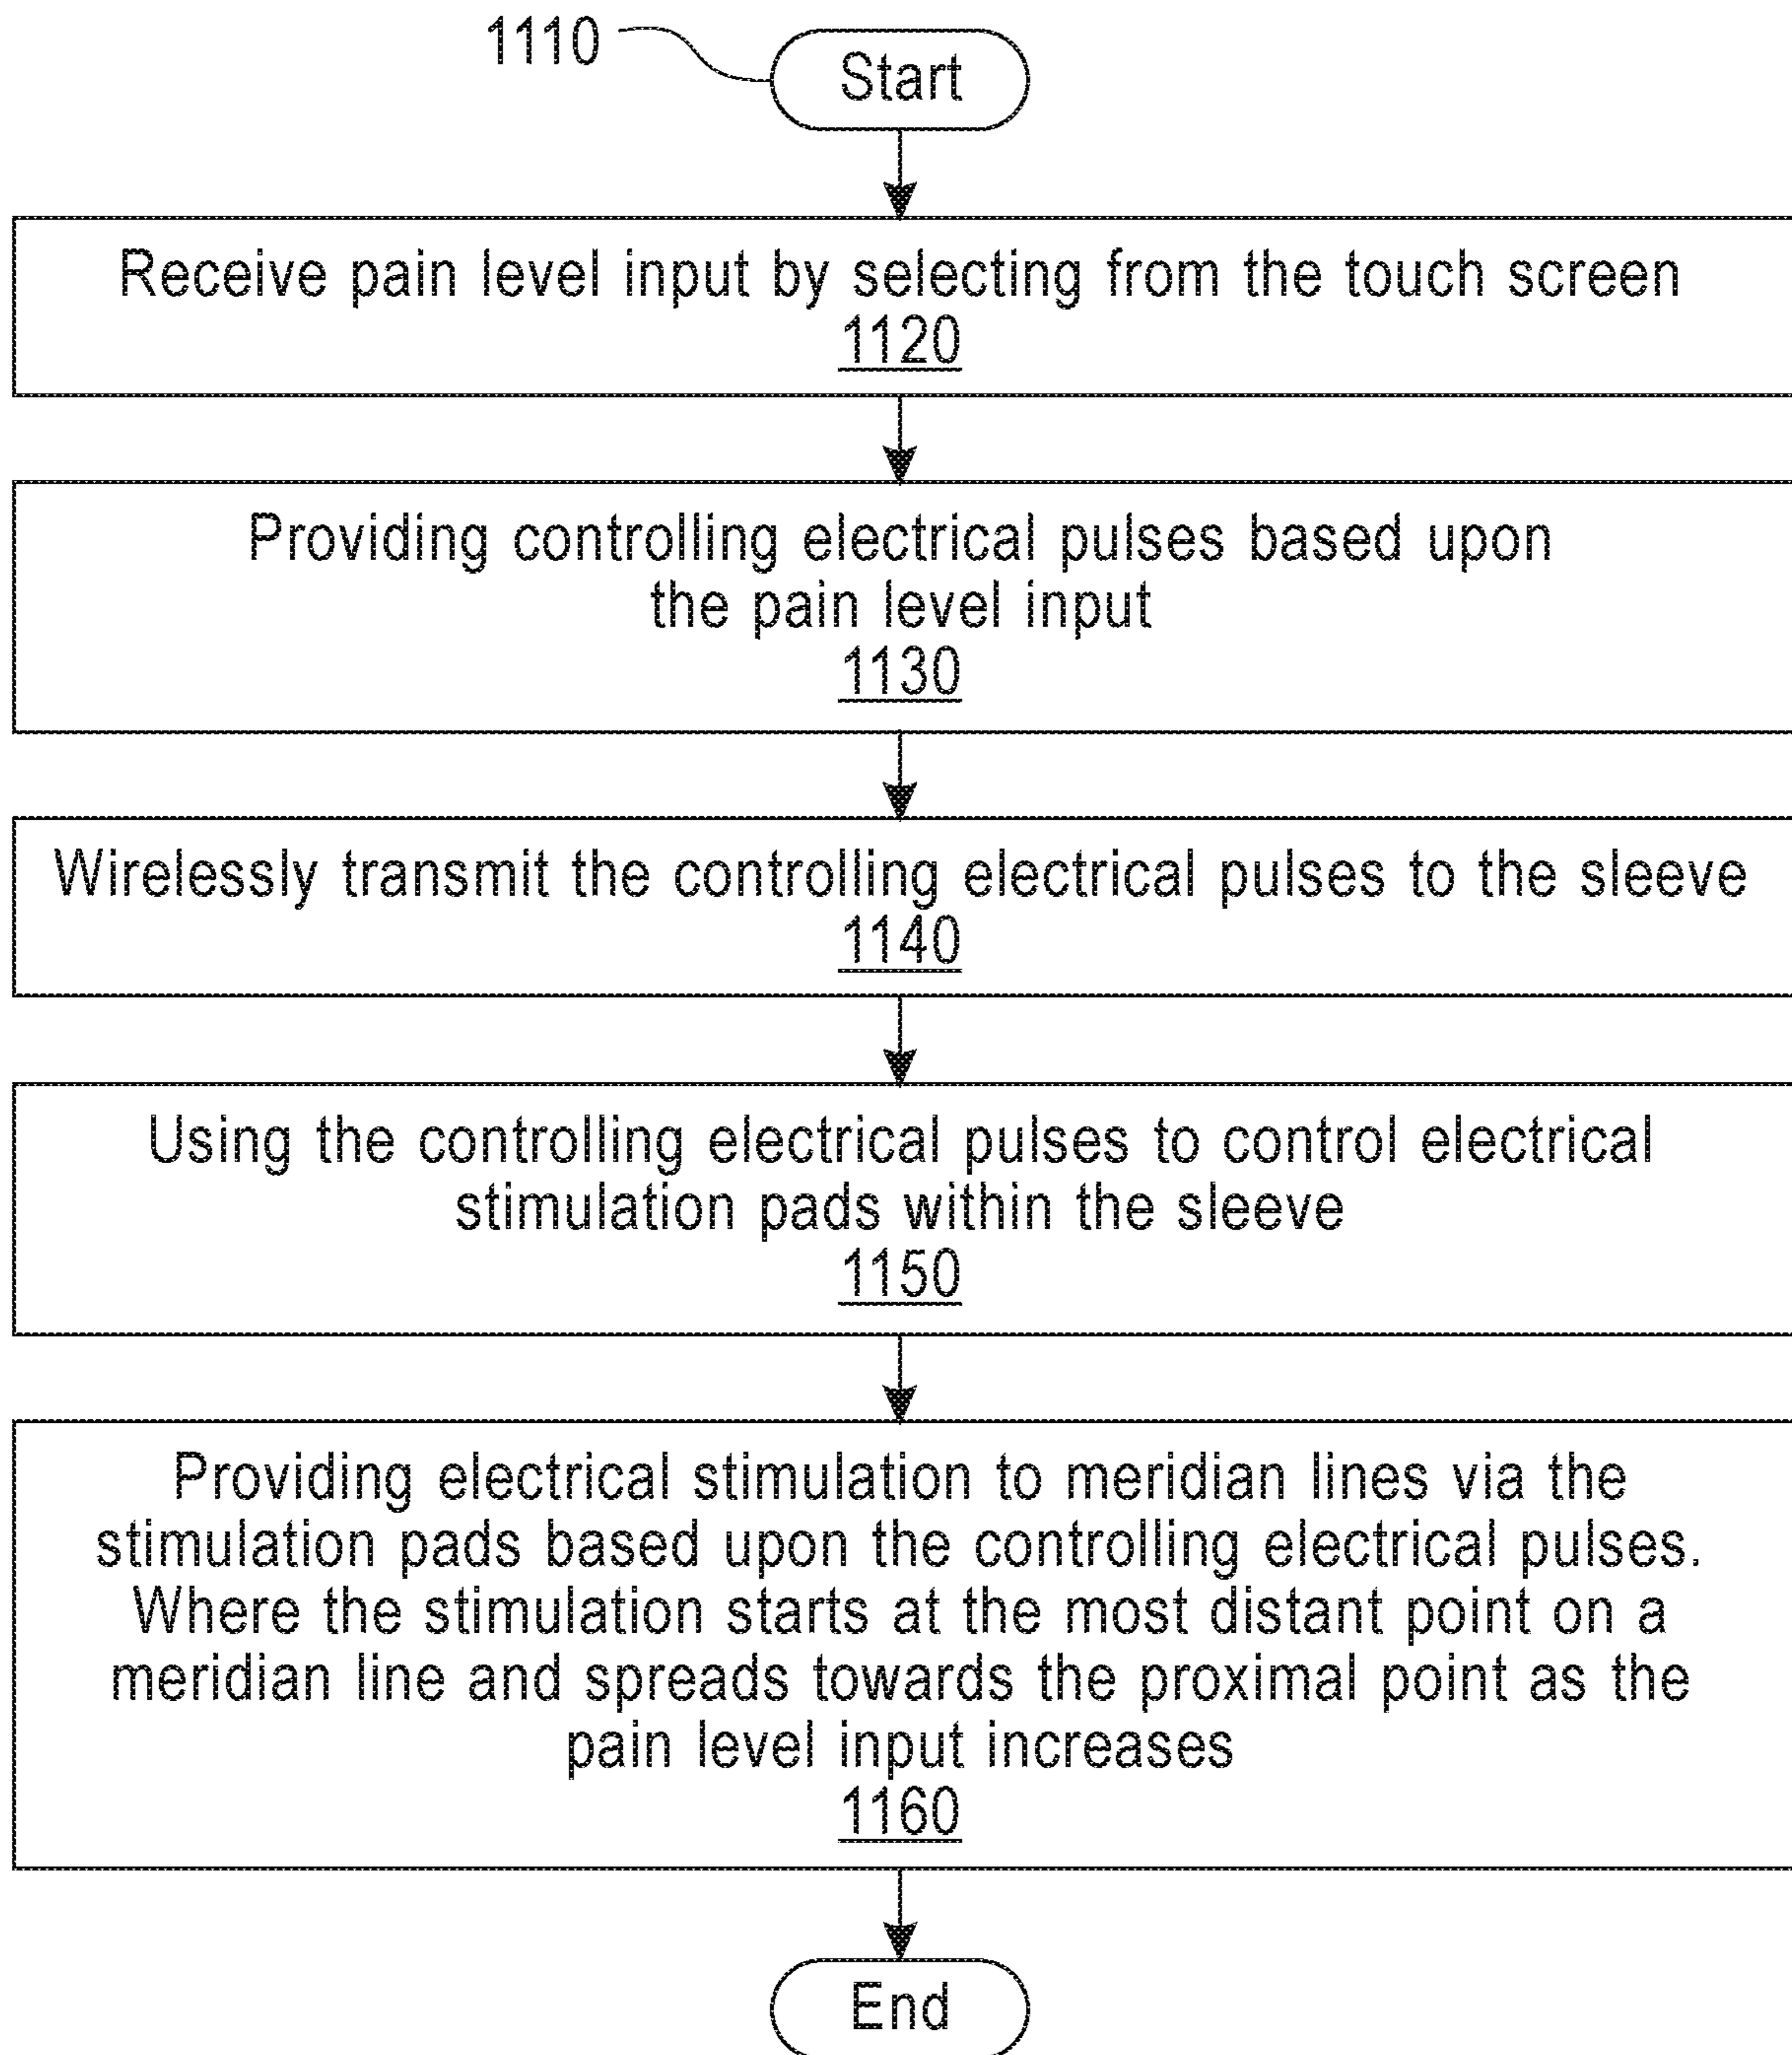 1110
Start
Receive pain level input by selecting from the touch screen
1120
Providing controlling electrical pulses based upon
the pain level input
1130
Wirelessly transmit the controlling electrical pulses to the sleeve
1140
Using the controlling electrical pulses to control electrical
stimulation pads within the sleeve
1150
Providing electrical stimulation to meridian lines via the
stimulation pads based upon the controlling electrical pulses.
Where the stimulation starts at the most distant point on a
meridian line and spreads towards the proximal point as the
pain level input increases
1160
End